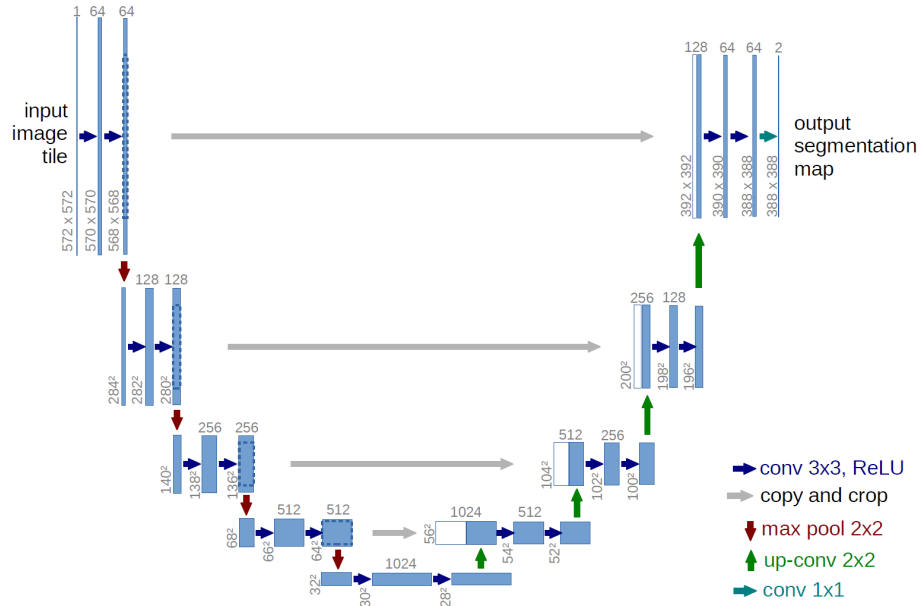 1 64 64
input
image
tile
572 x 572
570 x 570
568 x 568
128 64 64 2
output
segmentation
map
392 x 392
390 x 390
388 x 388
388 x 388
128 128
284²
282²
280²
256 128
200²
198²
196²
256 256
140²
138²
136²
512 256
104²
102²
100²
512 512
68²
66²
64²
1024 512
56²
54²
52²
1024
32²
30²
28²
conv 3x3, ReLU
copy and crop
max pool 2x2
up-conv 2x2
conv 1x1